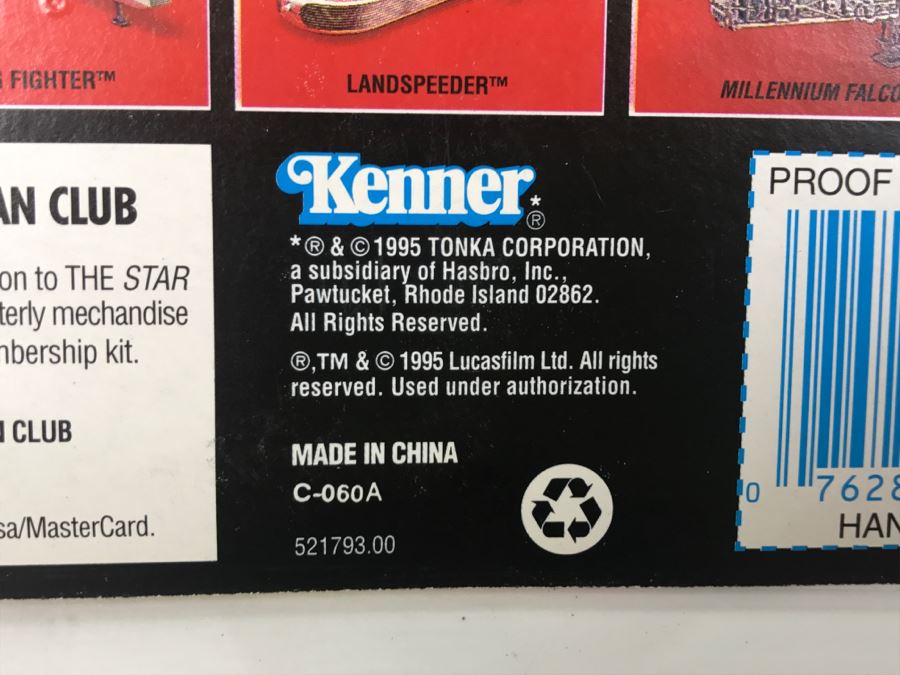 FIGHTER™
LANDSPEEDER™
MILLENNIUM FALCO
AN CLUB
on to THE STAR
terly mechandise
nbership kit.
CLUB
sa/MasterCard.
Kenner*®
*® & © 1995 TONKA CORPORATION,
a subsidiary of Hasbro, Inc.,
Pawtucket, Rhode Island 02862.
All Rights Reserved.
®,TM & © 1995 Lucasfilm Ltd. All rights
reserved. Used under authorization.
MADE IN CHINA
C-060A
521793.00
PROOF
0 7628
HAN